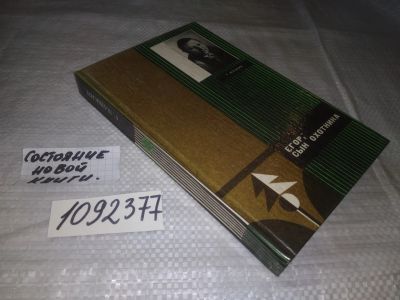 ЕГОР,
СЫН ОХОТНИКА
СОСТОЯНИЕ
НОВОЙ
КНИГИ.
1092377